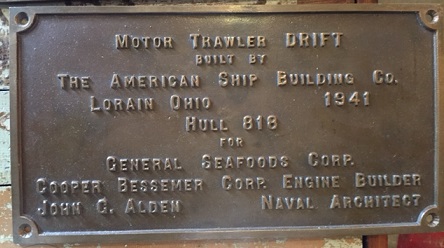 Motor Trawler DRIFT
BUILT BY
The American Ship Building Co.
Lorain Ohio 1941
Hull 818
FOR
General Seafoods Corp.
Cooper Bessemer Corp. Engine Builder
John G. Alden Naval Architect